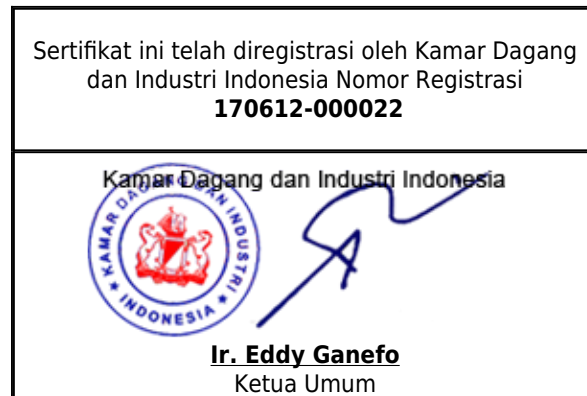 Sertifikat ini telah diregistrasi oleh Kamar Dagang
dan Industri Indonesia Nomor Registrasi
170612-000022
Kamar Dagang dan Industri Indonesia
KAMAR DAGANG DAN INDUSTRI
INDONESIA
Ir. Eddy Ganefo
Ketua Umum